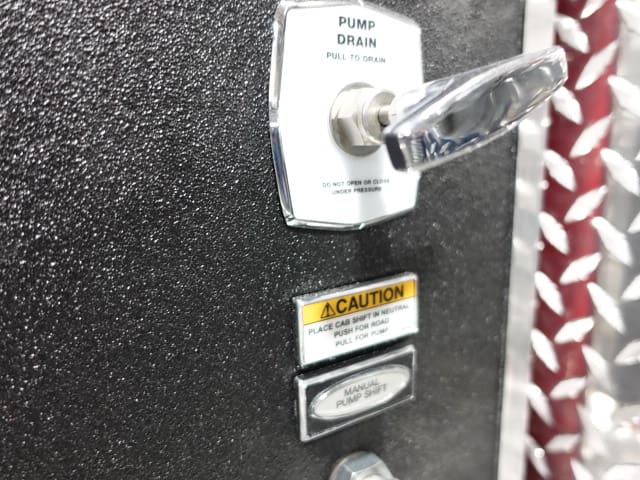 PUMP
DRAIN
PULL TO DRAIN
DO NOT OPEN OR CLOSE
UNDER PRESSURE
CAUTION
PLACE CAB SHIFT IN NEUTRAL
PUSH FOR ROAD
PULL FOR PUMP
MANUAL
PUMP SHIFT